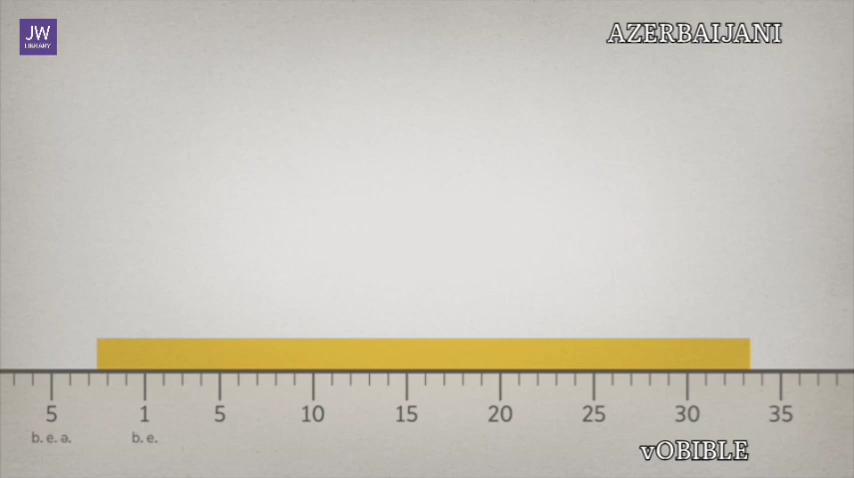 JW
LIBRARY
AZERBAIJANI
5 1 5 10 15 20 25 30 35
b. e. ə. b. e.
vOBIBLE